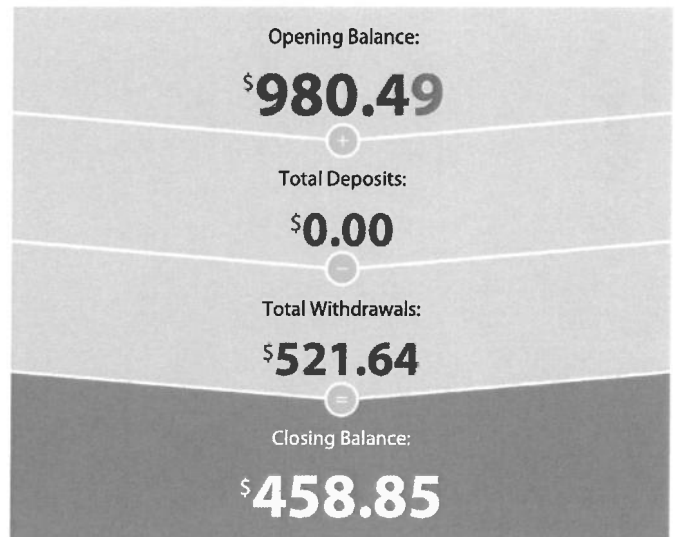 Opening Balance:
$980.49
+
Total Deposits:
$0.00
−
Total Withdrawals:
$521.64
=
Closing Balance:
$458.85